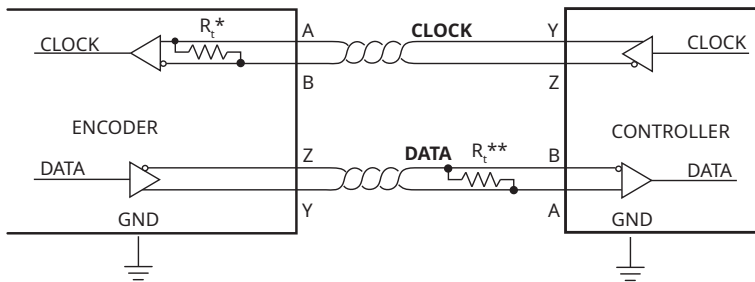 Rt*
A
CLOCK
Y
CLOCK
CLOCK
B
Z
ENCODER
CONTROLLER
Z
DATA
Rt**
B
DATA
DATA
Y
A
GND
GND